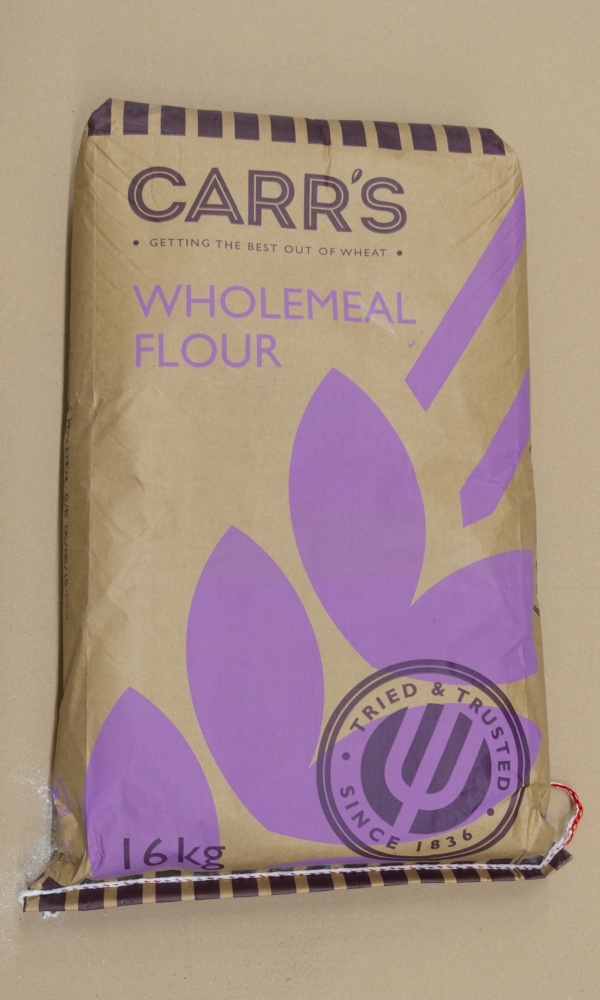 CARR'S
• GETTING THE BEST OUT OF WHEAT •
WHOLEMEAL
FLOUR
• TRIED & TRUSTED •
SINCE 1836
16kg